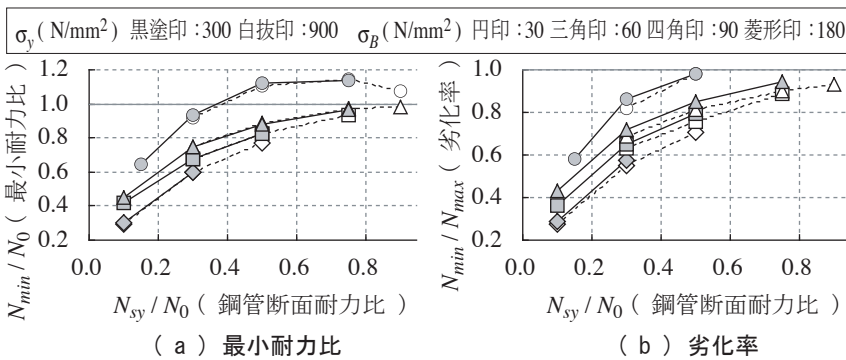 σy(N/mm²) 黒塗印:300 白抜印:900 σB(N/mm²) 円印:30 三角印:60 四角印:90 菱形印:180
Nmin/N0(最小耐力比)
1.2
1.0
0.8
0.6
0.4
0.2
0.0 0.2 0.4 0.6 0.8
Nsy/N0(鋼管断面耐力比)
(a)最小耐力比
Nmin/Nmax(劣化率)
1.0
0.8
0.6
0.4
0.2
0.0 0.2 0.4 0.6 0.8
Nsy/N0(鋼管断面耐力比)
(b)劣化率